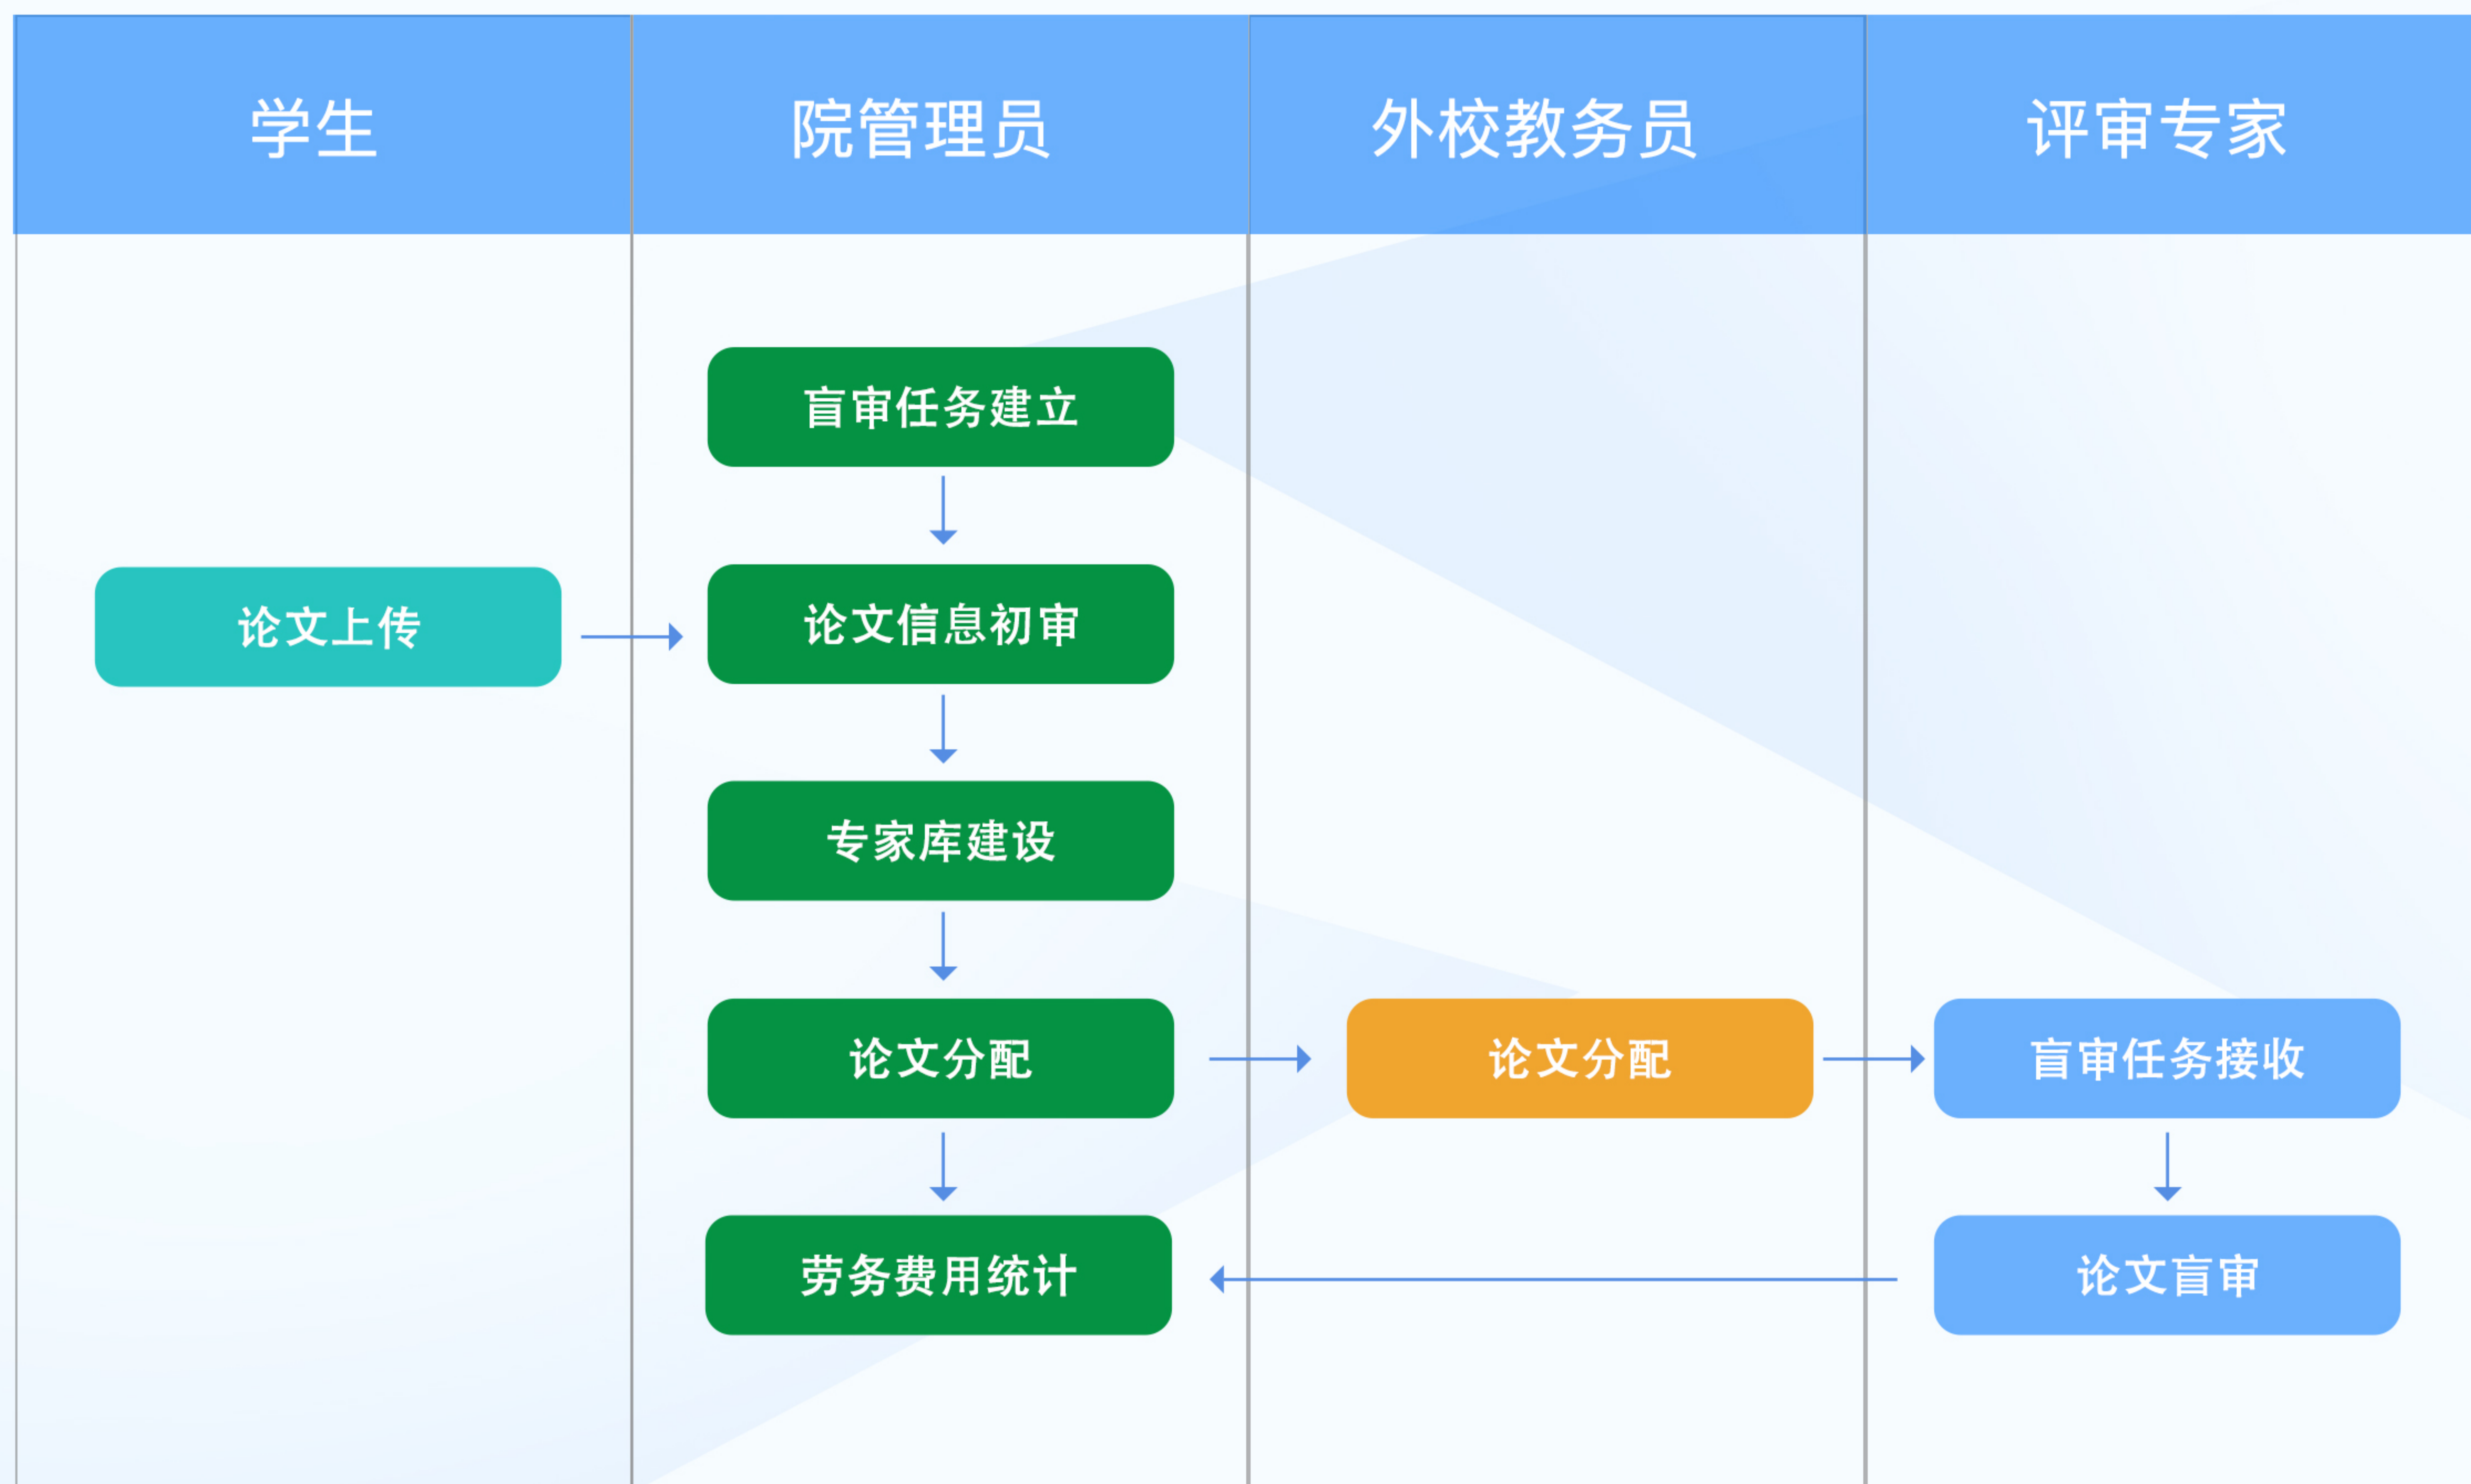 学生
院管理员
外校教务员
评审专家
盲审任务建立
论文上传
论文信息初审
专家库建设
论文分配
论文分配
盲审任务接收
劳务费用统计
论文盲审